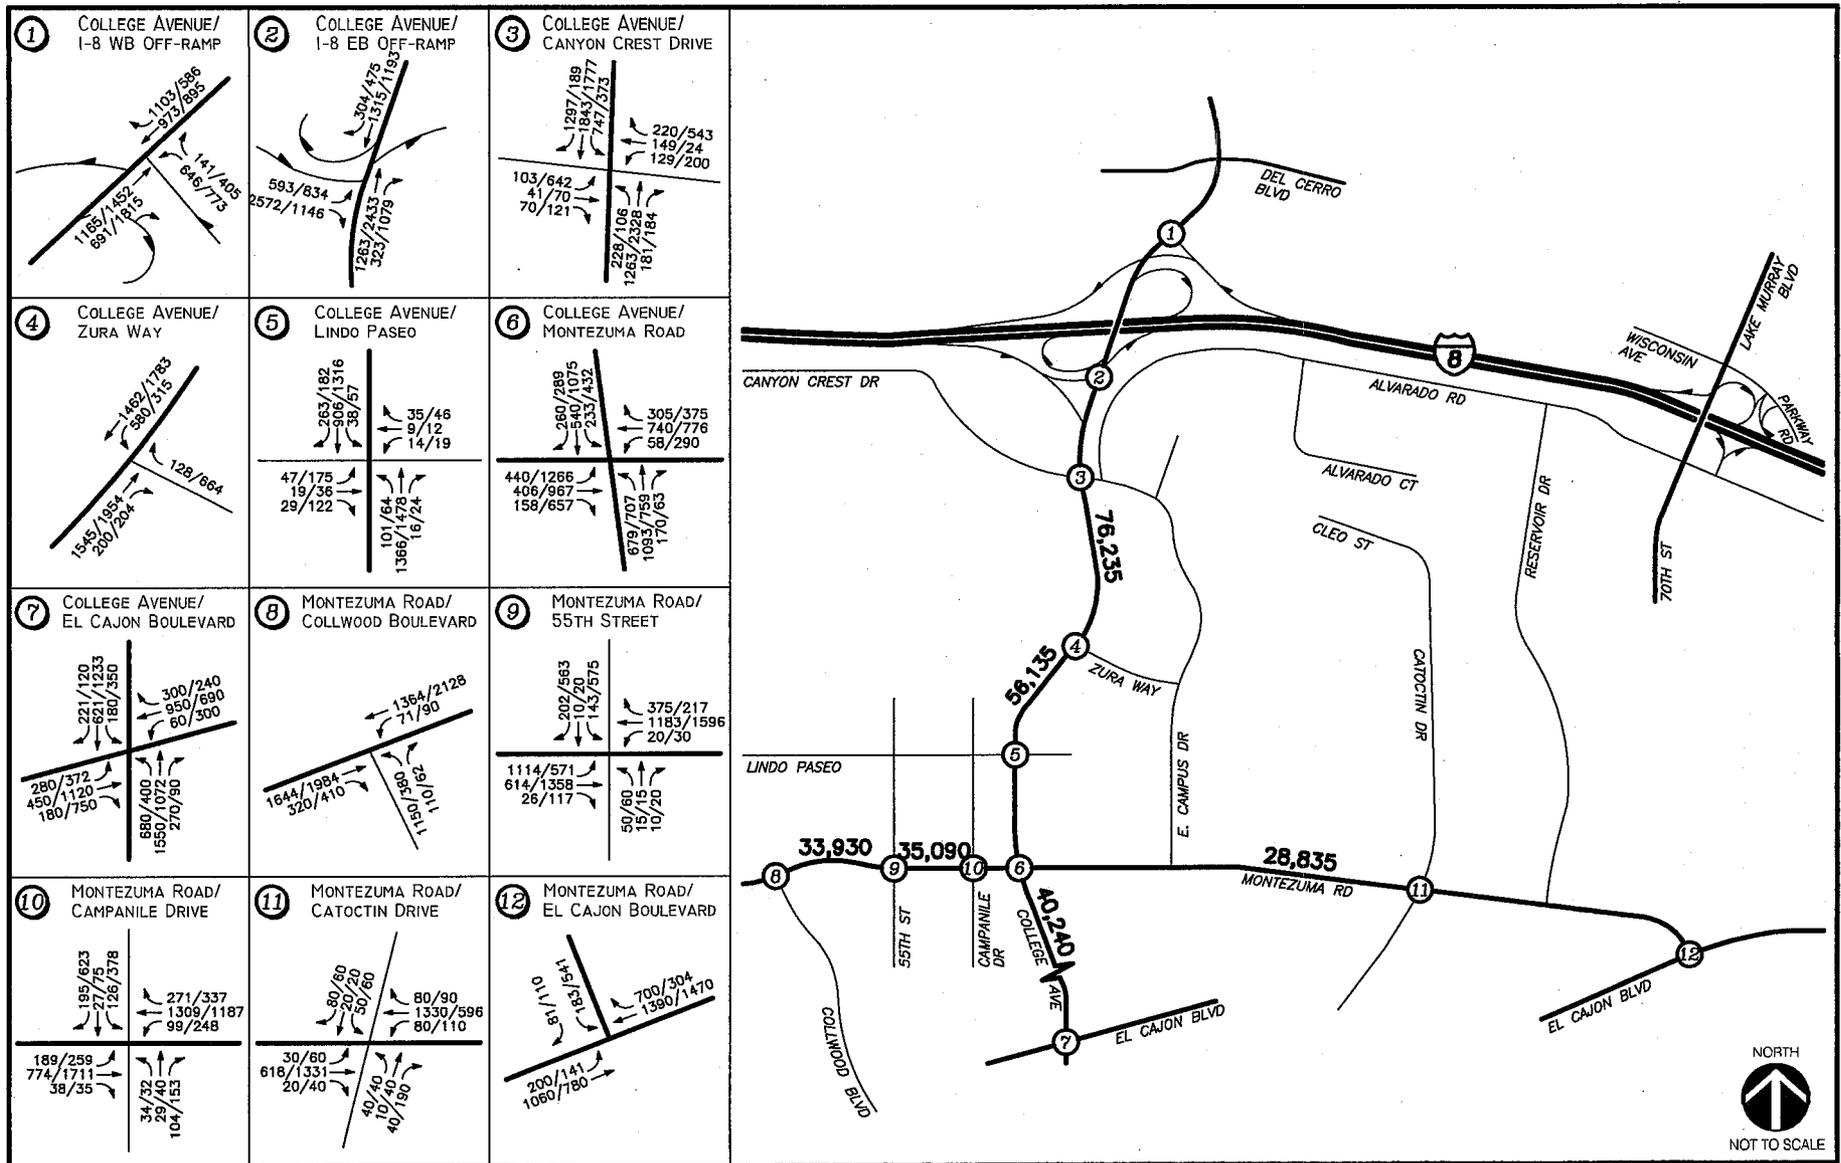 1
COLLEGE AVENUE/
I-8 WB OFF-RAMP
1103/586
973/895
141/405
646/773
1165/1452
691/1815
2
COLLEGE AVENUE/
I-8 EB OFF-RAMP
304/475
1315/1193
593/834
2572/1146
1263/2433
323/1079
3
COLLEGE AVENUE/
CANYON CREST DRIVE
1297/189
1843/1777
747/373
220/543
149/24
129/200
103/642
41/70
70/121
228/106
1263/2328
181/184
4
COLLEGE AVENUE/
ZURA WAY
1462/1783
580/315
128/664
1545/1954
200/204
5
COLLEGE AVENUE/
LINDO PASEO
263/182
906/1316
38/57
35/46
9/12
14/19
47/175
19/36
29/122
101/64
1366/1478
16/24
6
COLLEGE AVENUE/
MONTEZUMA ROAD
260/289
540/1075
233/432
305/375
740/776
58/290
440/1266
406/967
158/657
679/707
1093/759
170/63
7
COLLEGE AVENUE/
EL CAJON BOULEVARD
221/120
621/1233
180/350
300/240
950/690
60/300
280/372
450/1120
180/750
680/400
1550/1072
270/90
8
MONTEZUMA ROAD/
COLLWOOD BOULEVARD
1364/2128
71/90
1644/1984
320/410
1150/380
110/62
9
MONTEZUMA ROAD/
55TH STREET
202/563
10/20
143/575
375/217
1183/1596
20/30
1114/571
614/1358
26/117
50/60
15/15
10/20
10
MONTEZUMA ROAD/
CAMPANILE DRIVE
195/623
27/75
126/378
271/337
1309/1187
99/248
189/259
774/1711
38/35
34/32
29/40
104/153
11
MONTEZUMA ROAD/
CATOCTIN DRIVE
80/60
20/20
50/60
80/90
1330/596
80/110
30/60
618/1331
20/40
40/40
10/40
40/190
12
MONTEZUMA ROAD/
EL CAJON BOULEVARD
81/110
183/541
700/304
1390/1470
200/141
1060/780
DEL CERRO
BLVD
1
LAKE MURRAY
BLVD
WISCONSIN
AVE
8
PARKWAY
RD
2
CANYON CREST DR
ALVARADO RD
3
ALVARADO CT
76,235
CLEO ST
RESERVOIR DR
70TH ST
4
56,135
ZURA WAY
CATOCTIN DR
5
LINDO PASEO
E. CAMPUS DR
33,930
35,090
28,835
8
9
10
6
MONTEZUMA RD
11
55TH ST
CAMPANILE
DR
40,240
COLLEGE
AVE
12
EL CAJON BLVD
COLLWOOD BLVD
7
EL CAJON BLVD
NORTH
NOT TO SCALE